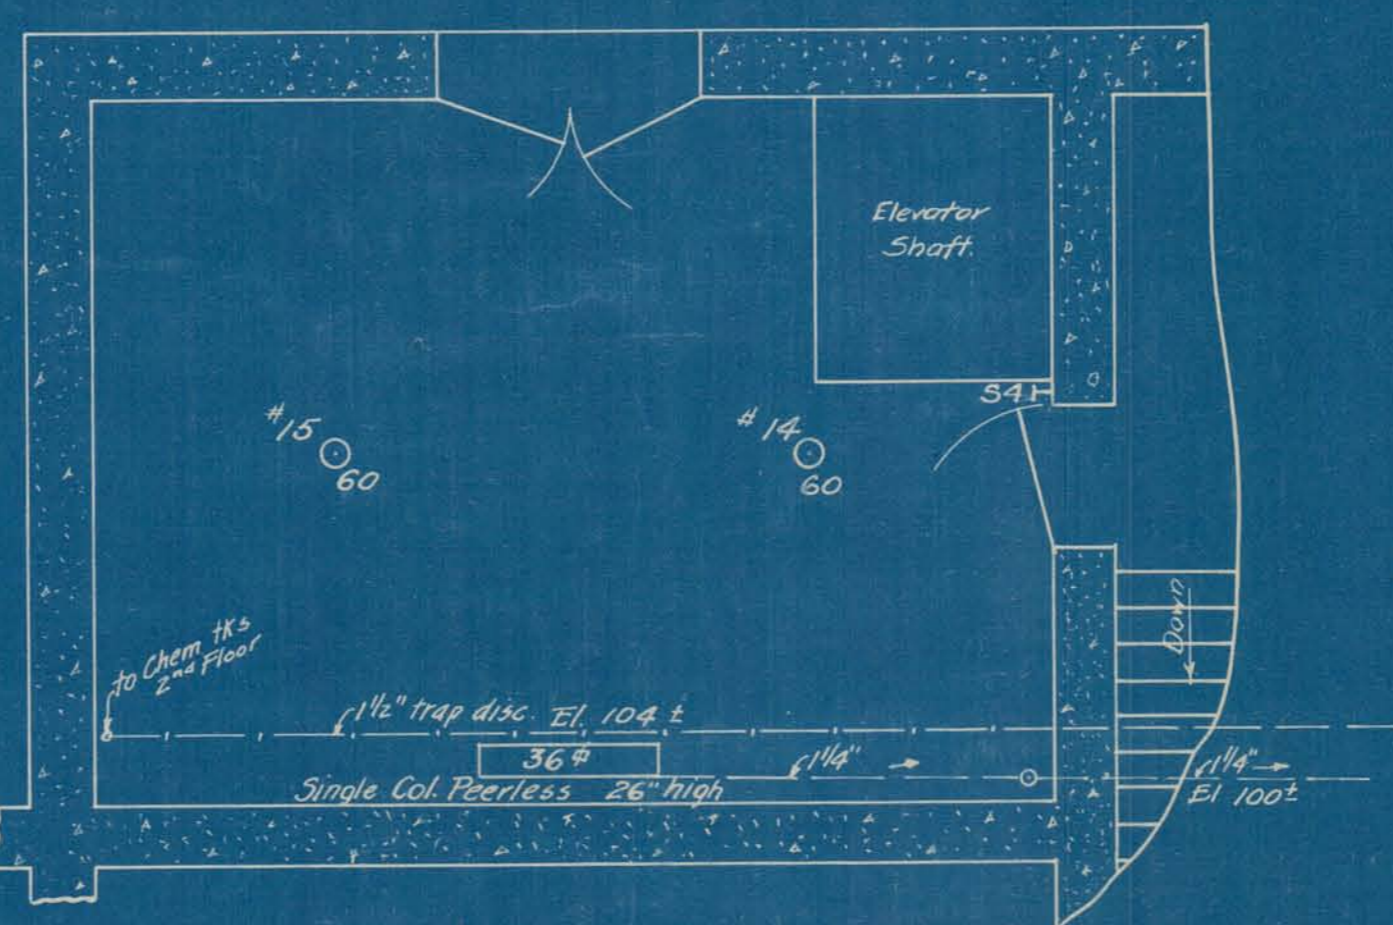 Elevator
Shaft.
S4
#15
60
#14
60
Down
to Chem tks
2nd Floor
1½" trap disc. El. 104 ±
36 ⌗
1¼"
Single Col. Peerless 26" high
1¼"
El 100±